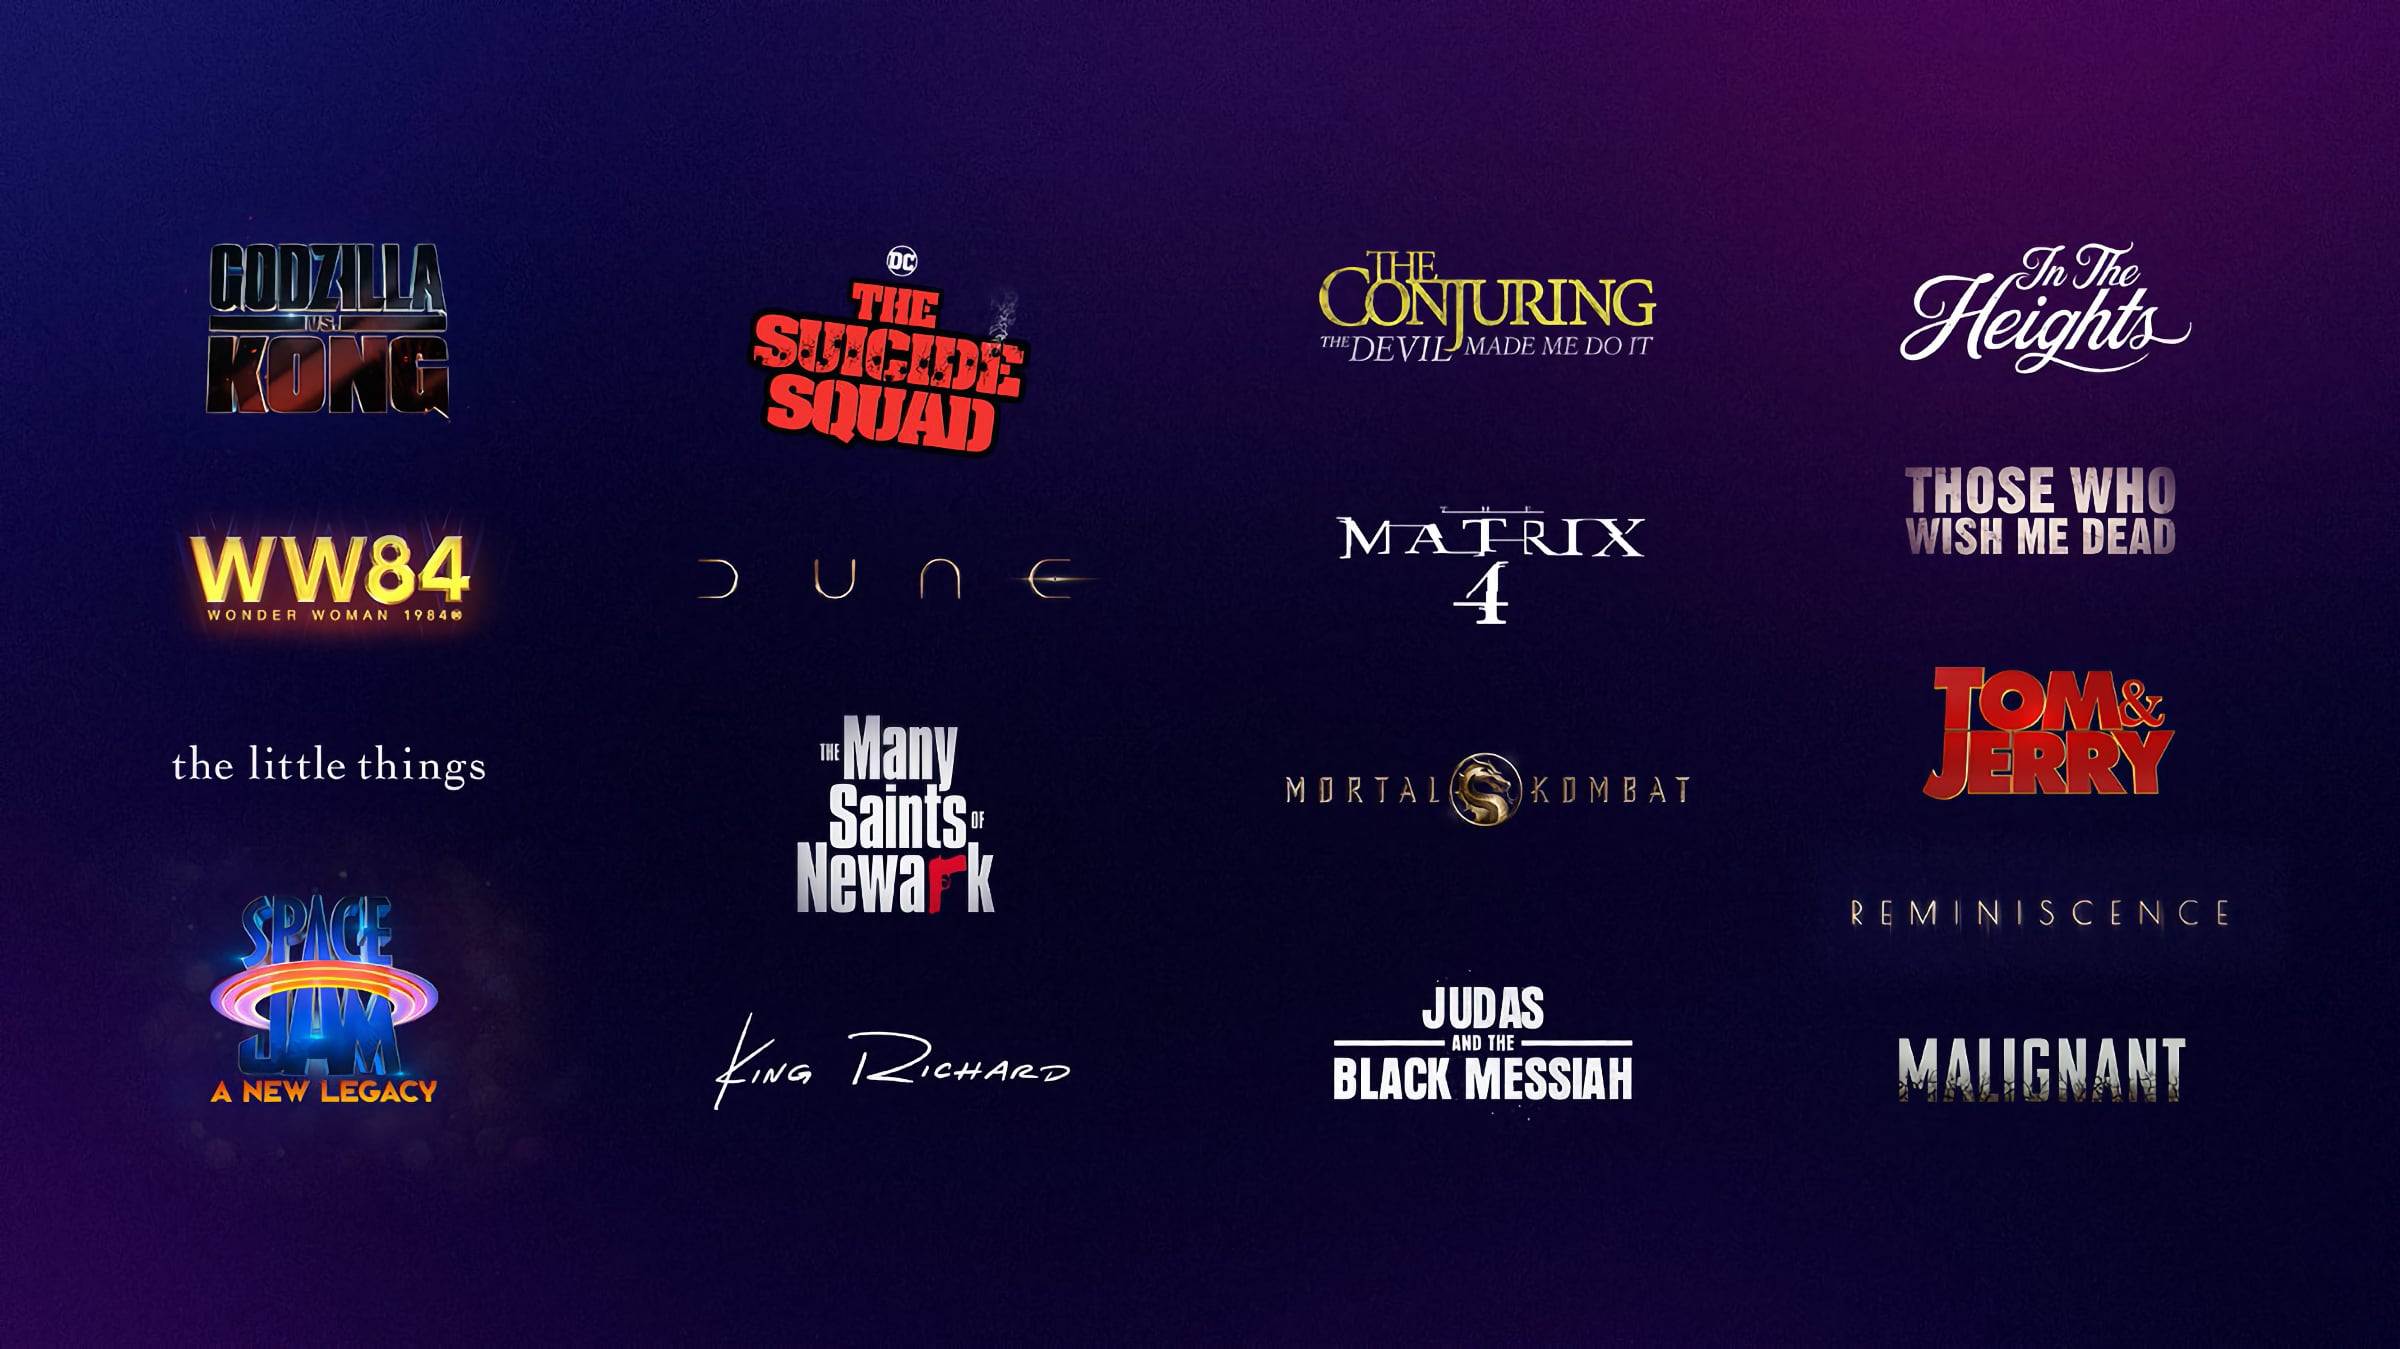 GODZILLA
VS.
KONG
WW84
WONDER WOMAN 1984
the little things
SPACE
JAM
A NEW LEGACY
DC
THE
SUICIDE
SQUAD
DUNE
THE Many
Saints OF
Newark
KING RICHARD
THE
CONJURING
THE DEVIL MADE ME DO IT
THE
MATRIX
4
MORTAL KOMBAT
JUDAS
AND THE
BLACK MESSIAH
In The
Heights
THOSE WHO
WISH ME DEAD
TOM &
JERRY
REMINISCENCE
MALIGNANT